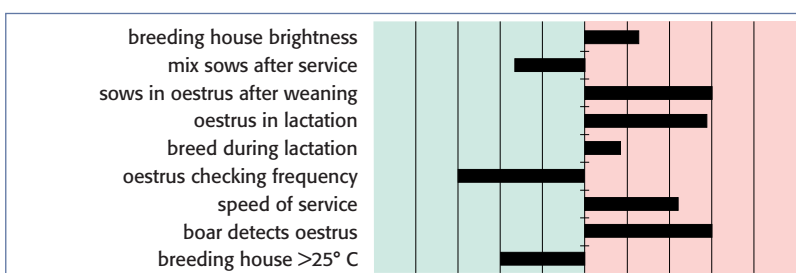 breeding house brightness
mix sows after service
sows in oestrus after weaning
oestrus in lactation
breed during lactation
oestrus checking frequency
speed of service
boar detects oestrus
breeding house >25° C